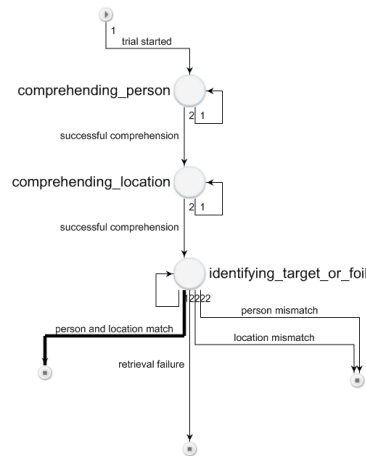 1
trial started
comprehending_person
2 1
successful comprehension
comprehending_location
2 1
successful comprehension
identifying_target_or_foil
12222
person mismatch
person and location match
location mismatch
retrieval failure